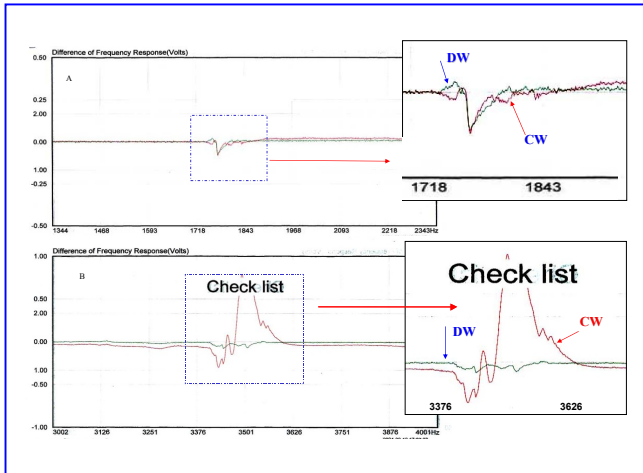 Difference of Frequency Response(Volts)
0.50
A
0.25
2.00
0.00
1.00
-0.25
-0.50
1344 1468 1593 1718 1843 1968 2093 2218 2343Hz
DW
CW
1718 1843
Difference of Frequency Response(Volts)
1.00
B
Check list
0.50
2.00
0.00
1.00
-0.50
-1.00
3002 3126 3251 3376 3501 3626 3751 3876 4001Hz
Check list
DW
CW
3376 3626